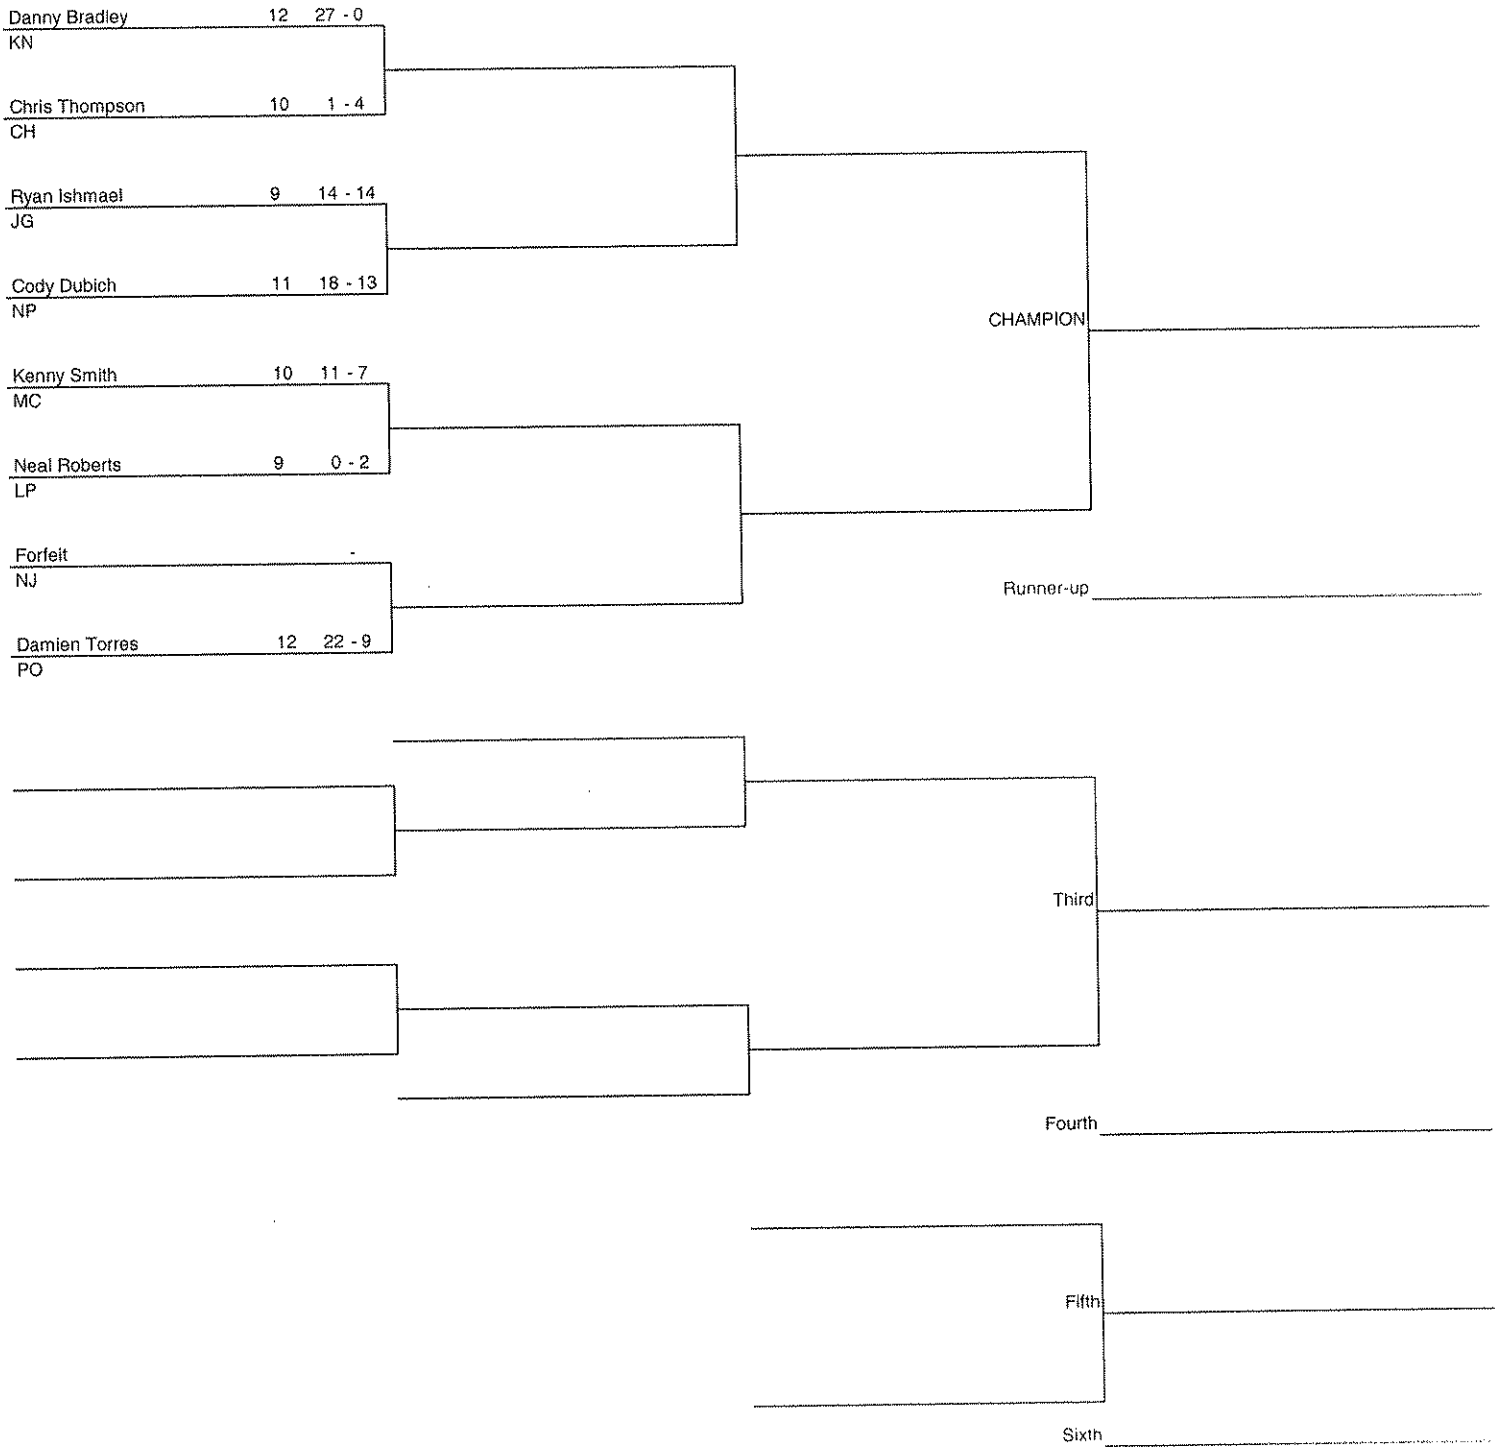 Danny Bradley 12 27 - 0
KN
Chris Thompson 10 1 - 4
CH
Ryan Ishmael 9 14 - 14
JG
Cody Dubich 11 18 - 13
NP
CHAMPION
Kenny Smith 10 11 - 7
MC
Neal Roberts 9 0 - 2
LP
Forfeit -
NJ
Runner-up
Damien Torres 12 22 - 9
PO
Third
Fourth
Fifth
Sixth